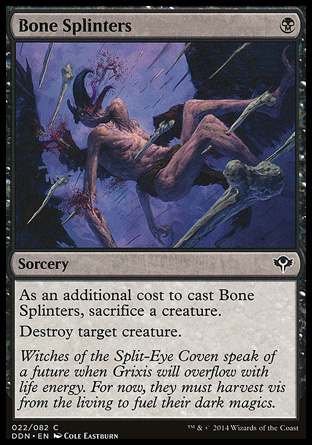 Bone Splinters
Sorcery
As an additional cost to cast Bone
Splinters, sacrifice a creature.
Destroy target creature.
Witches of the Split-Eye Coven speak of
a future when Grixis will overflow with
life energy. For now, they must harvest vis
from the living to fuel their dark magics.
022/082 C
DDN • EN Cole Eastburn
™ & © 2014 Wizards of the Coast